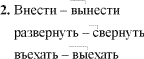 2. Внести – вынести
развернуть – свернуть
въехать – выехать